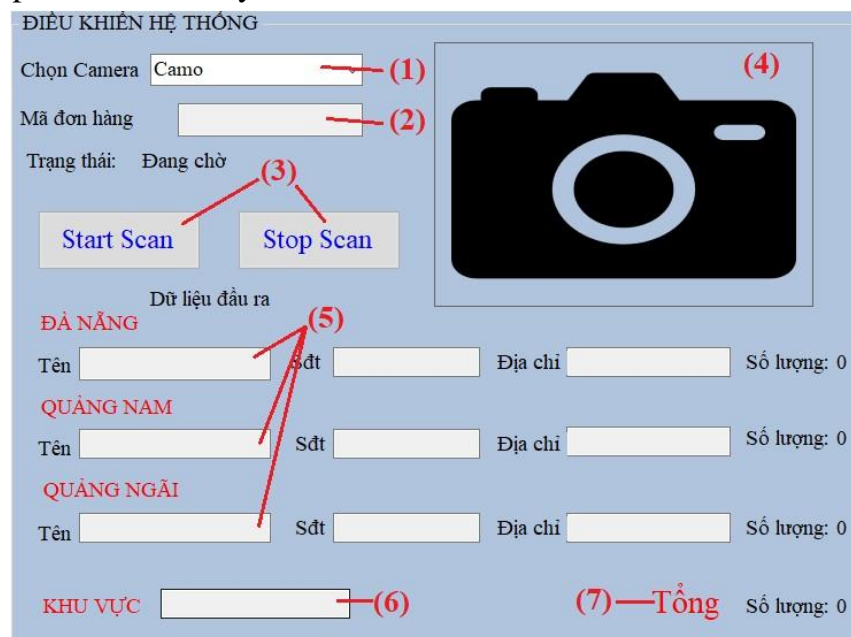 ĐIỀU KHIỂN HỆ THỐNG
Chọn Camera Camo (1)
(4)
Mã đơn hàng (2)
Trạng thái: Đang chờ
(3)
Start Scan Stop Scan
Dữ liệu đầu ra
(5)
ĐÀ NẴNG
Tên Sđt Địa chỉ Số lượng: 0
QUẢNG NAM
Tên Sđt Địa chỉ Số lượng: 0
QUẢNG NGÃI
Tên Sđt Địa chỉ Số lượng: 0
KHU VỰC (6) (7) Tổng Số lượng: 0